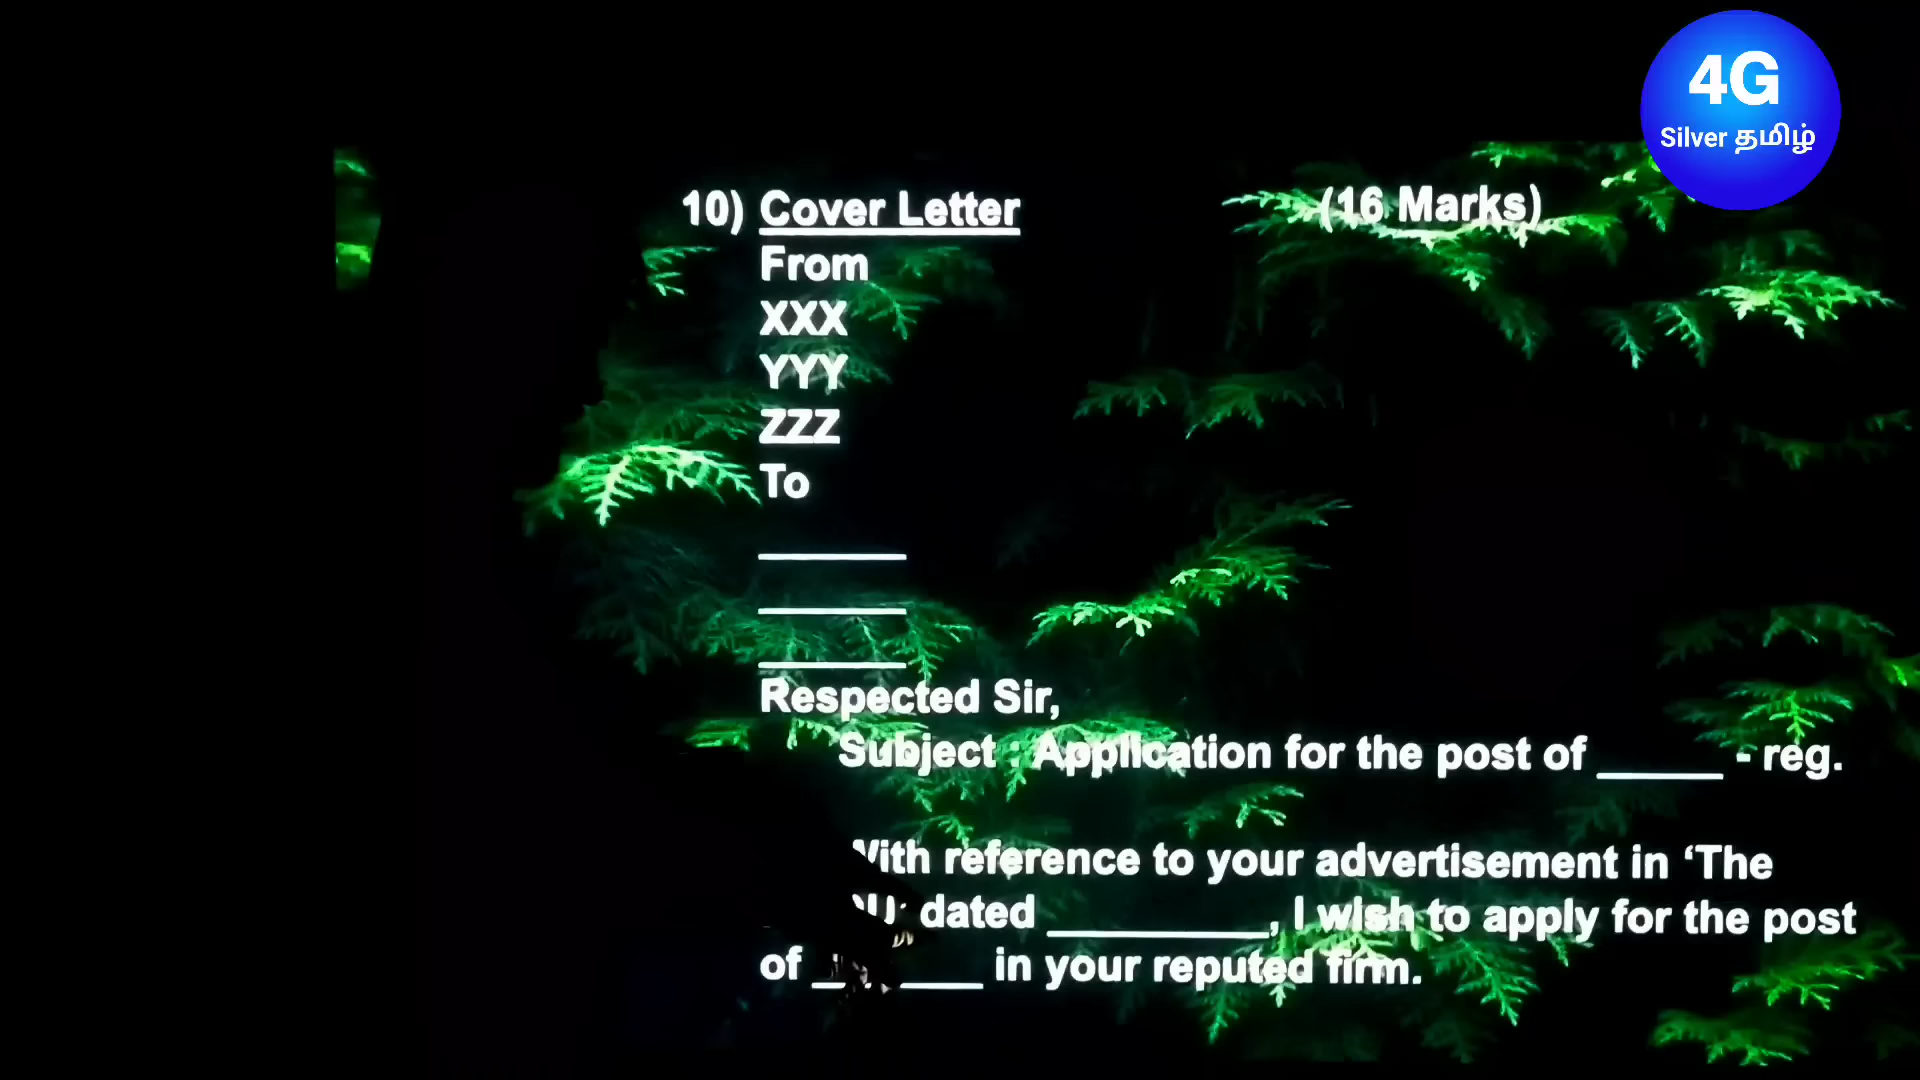 4G
Silver தமிழ்
10) Cover Letter (16 Marks)
From
XXX
YYY
ZZZ
To
Respected Sir,
Subject : Application for the post of ______ - reg.
With reference to your advertisement in ‘The
dated __________, I wish to apply for the post
of ________ in your reputed firm.